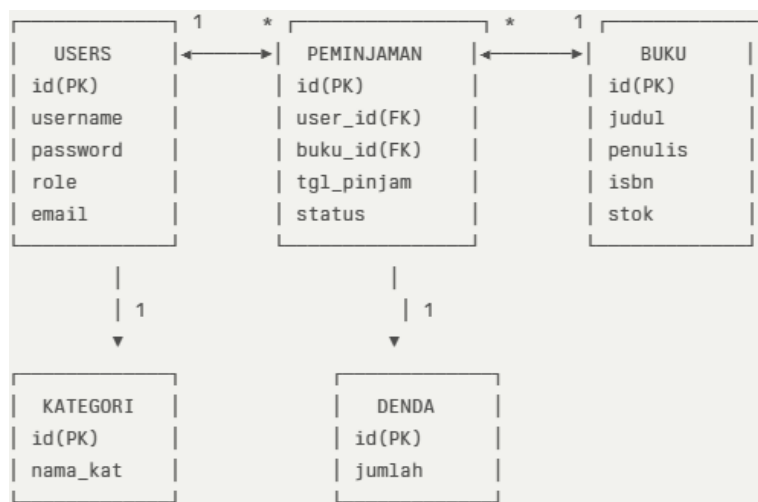 1 * * 1
USERS PEMINJAMAN BUKU
id(PK) id(PK) id(PK)
username user_id(FK) judul
password buku_id(FK) penulis
role tgl_pinjam isbn
email status stok
1 1
KATEGORI DENDA
id(PK) id(PK)
nama_kat jumlah